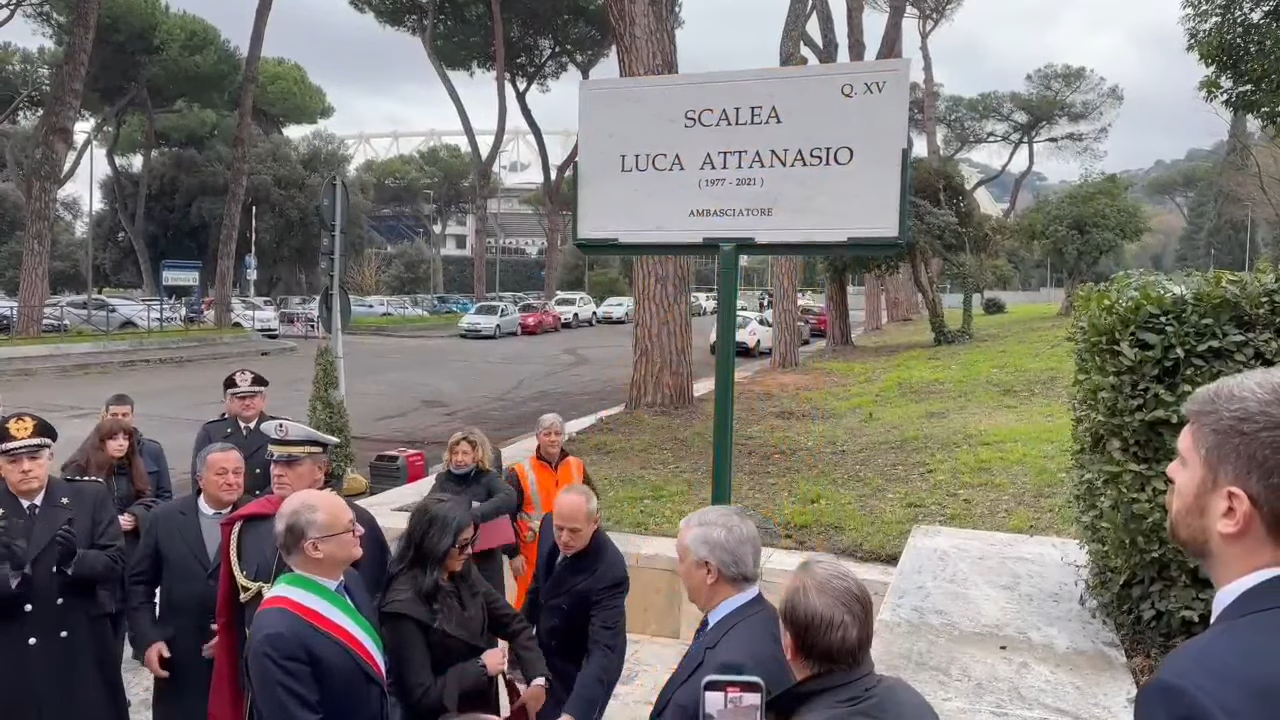 Q. XV
SCALEA
LUCA ATTANASIO
( 1977 - 2021 )
AMBASCIATORE